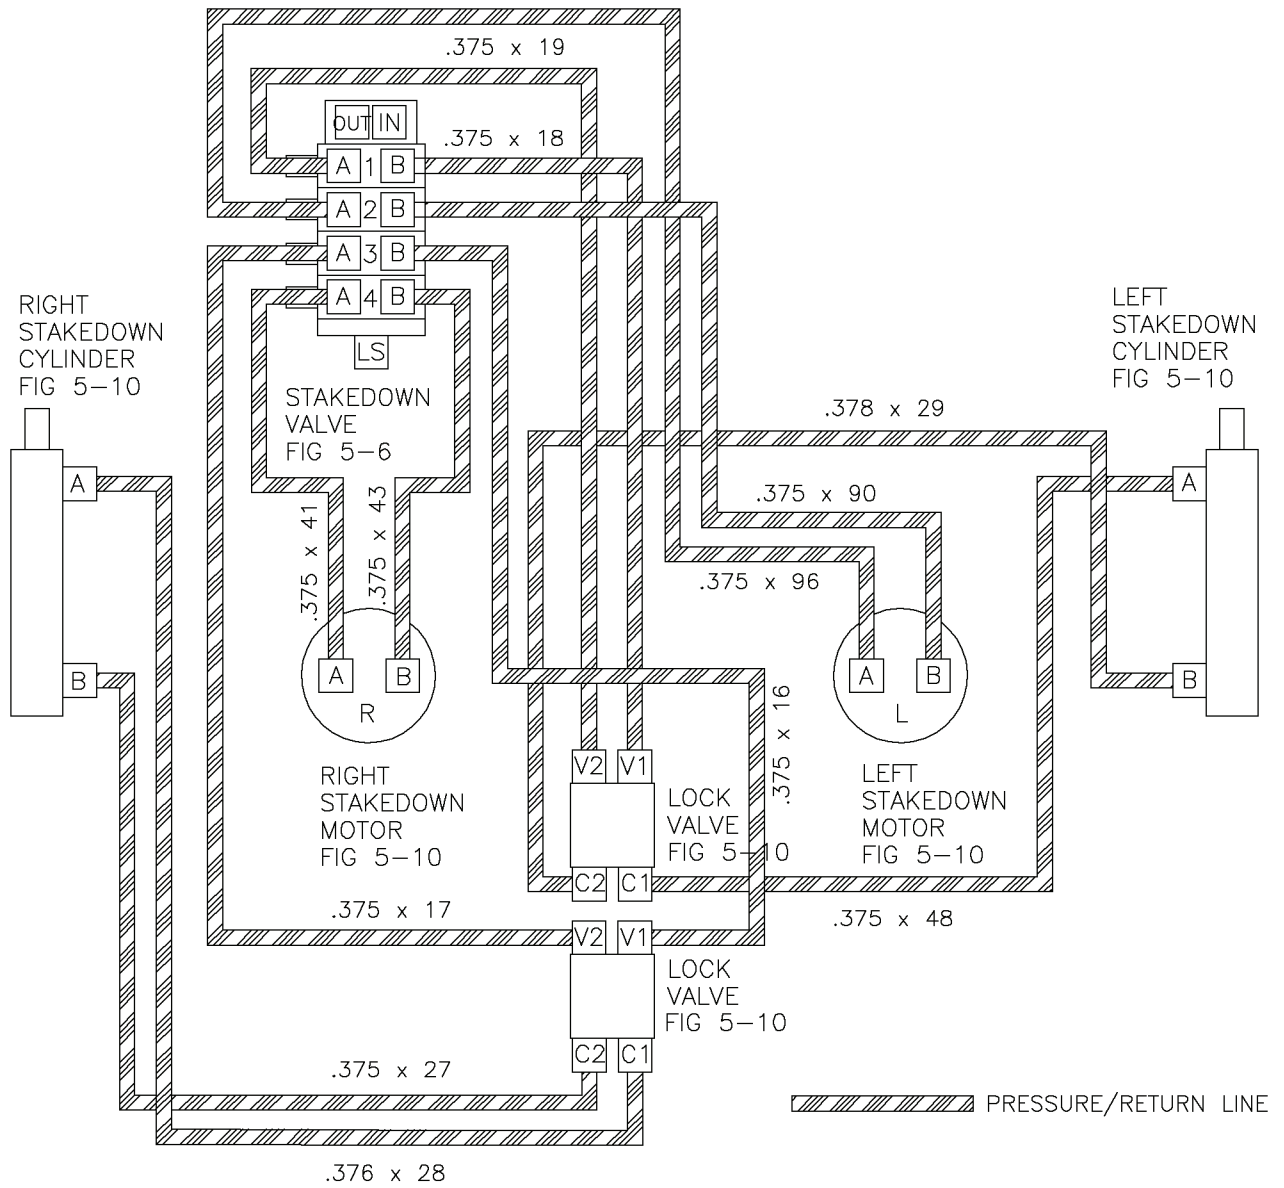 .375 x 19
OUT IN
.375 x 18
A 1 B
A 2 B
A 3 B
A 4 B
LS
STAKEDOWN
VALVE
FIG 5-6
RIGHT
STAKEDOWN
CYLINDER
FIG 5-10
LEFT
STAKEDOWN
CYLINDER
FIG 5-10
.378 x 29
A
A
.375 x 90
.375 x 41
.375 x 43
.375 x 96
B
A B
R
A B
L
B
.375 x 16
RIGHT
STAKEDOWN
MOTOR
FIG 5-10
V2 V1
LOCK
VALVE
FIG 5-10
C2 C1
LEFT
STAKEDOWN
MOTOR
FIG 5-10
.375 x 17
.375 x 48
V2 V1
LOCK
VALVE
FIG 5-10
C2 C1
.375 x 27
PRESSURE/RETURN LINE
.376 x 28